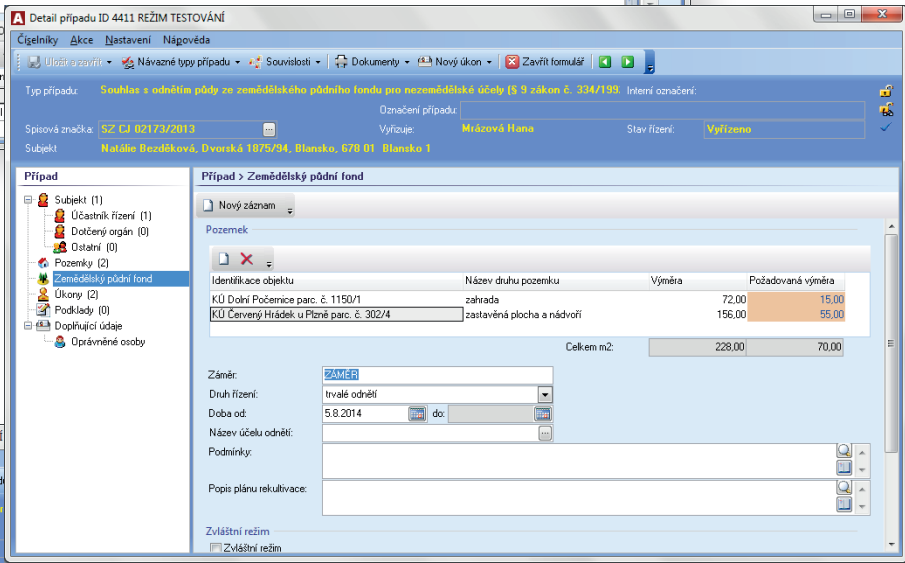 Detail případu ID 4411 REŽIM TESTOVÁNÍ
Číselníky Akce Nastavení Nápověda
Uložit a zavřít Návazné typy případu Souvislosti Dokumenty Nový úkon Zavřít formulář
Typ případu: Souhlas s odnětím půdy ze zemědělského půdního fondu pro nezemědělské účely (§ 9 zákon č. 334/199 Interní označení:
Označení případu:
Spisová značka: SZ CJ 02173/2013 ... Vyřizuje: Mrázová Hana Stav řízení: Vyřízeno
Subjekt Natálie Bezděková, Dvorská 1875/94, Blansko, 678 01 Blansko 1
Případ
Subjekt (1)
Účastník řízení (1)
Dotčený orgán (0)
Ostatní (0)
Pozemky (2)
Zemědělský půdní fond
Úkony (2)
Podklady (0)
Doplňující údaje
Oprávněné osoby
Případ > Zemědělský půdní fond
Nový záznam
Pozemek
Identifikace objektu Název druhu pozemku Výměra Požadovaná výměra
KÚ Dolní Počernice parc. č. 1150/1 zahrada 72,00 15,00
KÚ Červený Hrádek u Plzně parc. č. 302/4 zastavěná plocha a nádvoří 156,00 55,00
Celkem m2: 228,00 70,00
Záměr: ZÁMĚR
Druh řízení: trvalé odnětí
Doba od: 5.8.2014 do:
Název účelu odnětí: ...
Podmínky:
Popis plánu rekultivace:
Zvláštní režim
Zvláštní režim